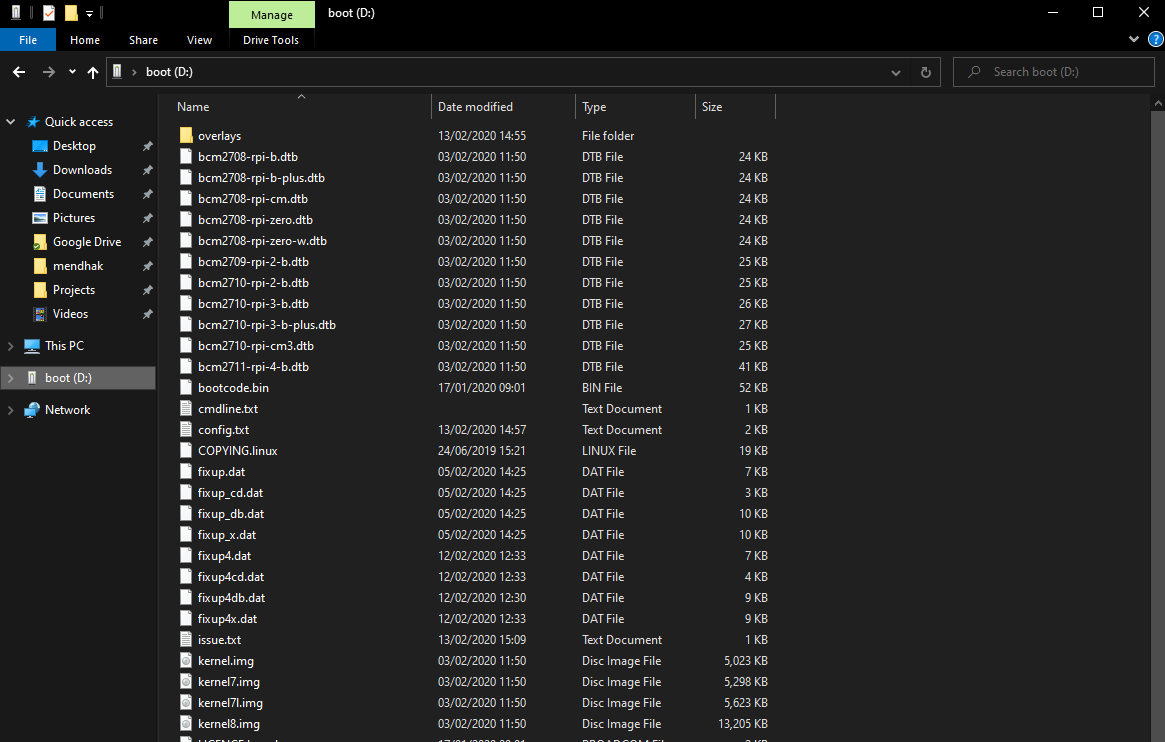 Manage boot (D:)
File Home Share View Drive Tools
boot (D:) Search boot (D:)
Quick access
Desktop
Downloads
Documents
Pictures
Google Drive
mendhak
Projects
Videos
This PC
boot (D:)
Network
Name Date modified Type Size
overlays 13/02/2020 14:55 File folder
bcm2708-rpi-b.dtb 03/02/2020 11:50 DTB File 24 KB
bcm2708-rpi-b-plus.dtb 03/02/2020 11:50 DTB File 24 KB
bcm2708-rpi-cm.dtb 03/02/2020 11:50 DTB File 24 KB
bcm2708-rpi-zero.dtb 03/02/2020 11:50 DTB File 24 KB
bcm2708-rpi-zero-w.dtb 03/02/2020 11:50 DTB File 24 KB
bcm2709-rpi-2-b.dtb 03/02/2020 11:50 DTB File 25 KB
bcm2710-rpi-2-b.dtb 03/02/2020 11:50 DTB File 25 KB
bcm2710-rpi-3-b.dtb 03/02/2020 11:50 DTB File 26 KB
bcm2710-rpi-3-b-plus.dtb 03/02/2020 11:50 DTB File 27 KB
bcm2710-rpi-cm3.dtb 03/02/2020 11:50 DTB File 25 KB
bcm2711-rpi-4-b.dtb 03/02/2020 11:50 DTB File 41 KB
bootcode.bin 17/01/2020 09:01 BIN File 52 KB
cmdline.txt Text Document 1 KB
config.txt 13/02/2020 14:57 Text Document 2 KB
COPYING.linux 24/06/2019 15:21 LINUX File 19 KB
fixup.dat 05/02/2020 14:25 DAT File 7 KB
fixup_cd.dat 05/02/2020 14:25 DAT File 3 KB
fixup_db.dat 05/02/2020 14:25 DAT File 10 KB
fixup_x.dat 05/02/2020 14:25 DAT File 10 KB
fixup4.dat 12/02/2020 12:33 DAT File 7 KB
fixup4cd.dat 12/02/2020 12:33 DAT File 4 KB
fixup4db.dat 12/02/2020 12:30 DAT File 9 KB
fixup4x.dat 12/02/2020 12:33 DAT File 9 KB
issue.txt 13/02/2020 15:09 Text Document 1 KB
kernel.img 03/02/2020 11:50 Disc Image File 5,023 KB
kernel7.img 03/02/2020 11:50 Disc Image File 5,298 KB
kernel7l.img 03/02/2020 11:50 Disc Image File 5,623 KB
kernel8.img 03/02/2020 11:50 Disc Image File 13,205 KB